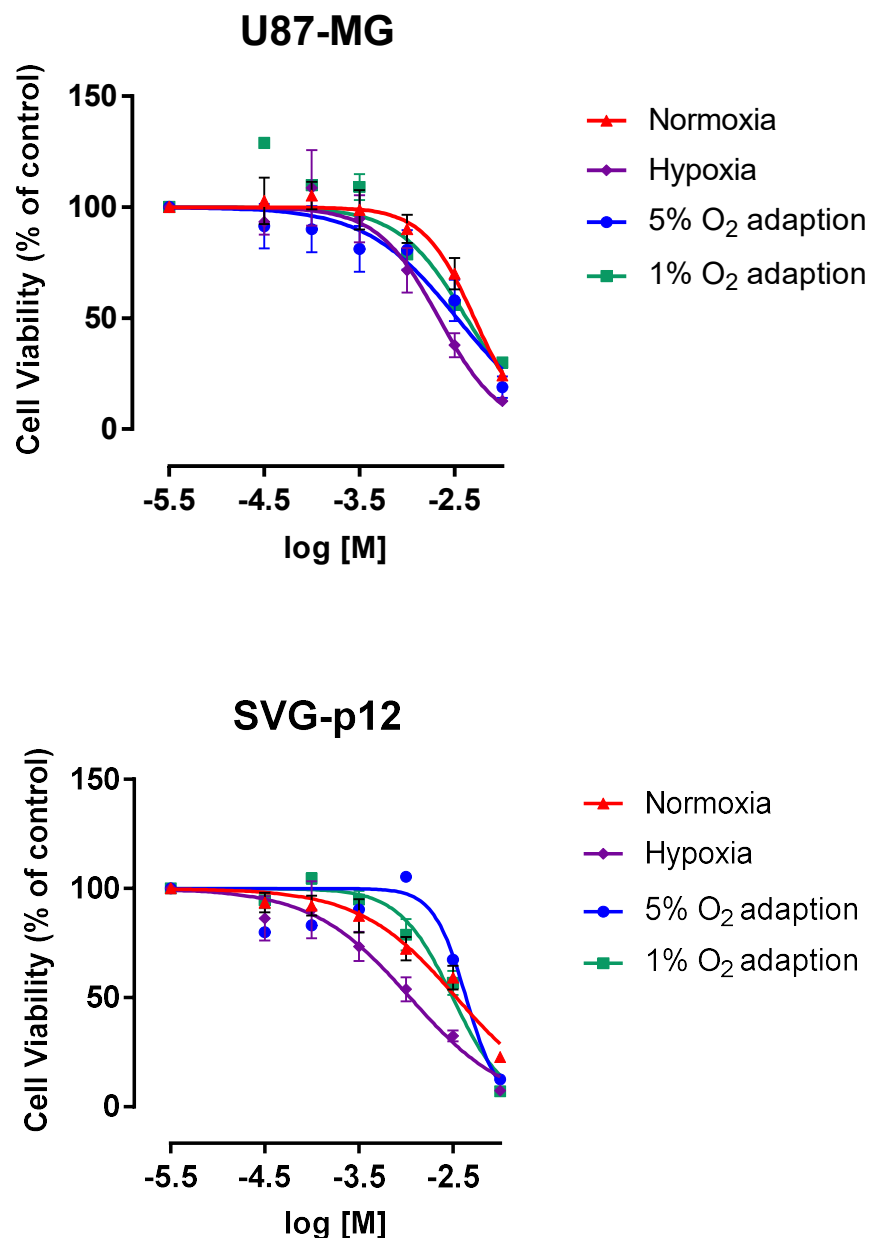 U87-MG
Cell Viability (% of control)
150
100
50
0
-5.5
-4.5
-3.5
-2.5
log [M]
Normoxia
Hypoxia
5% O₂ adaption
1% O₂ adaption
SVG-p12
Cell Viability (% of control)
150
100
50
0
-5.5
-4.5
-3.5
-2.5
log [M]
Normoxia
Hypoxia
5% O₂ adaption
1% O₂ adaption